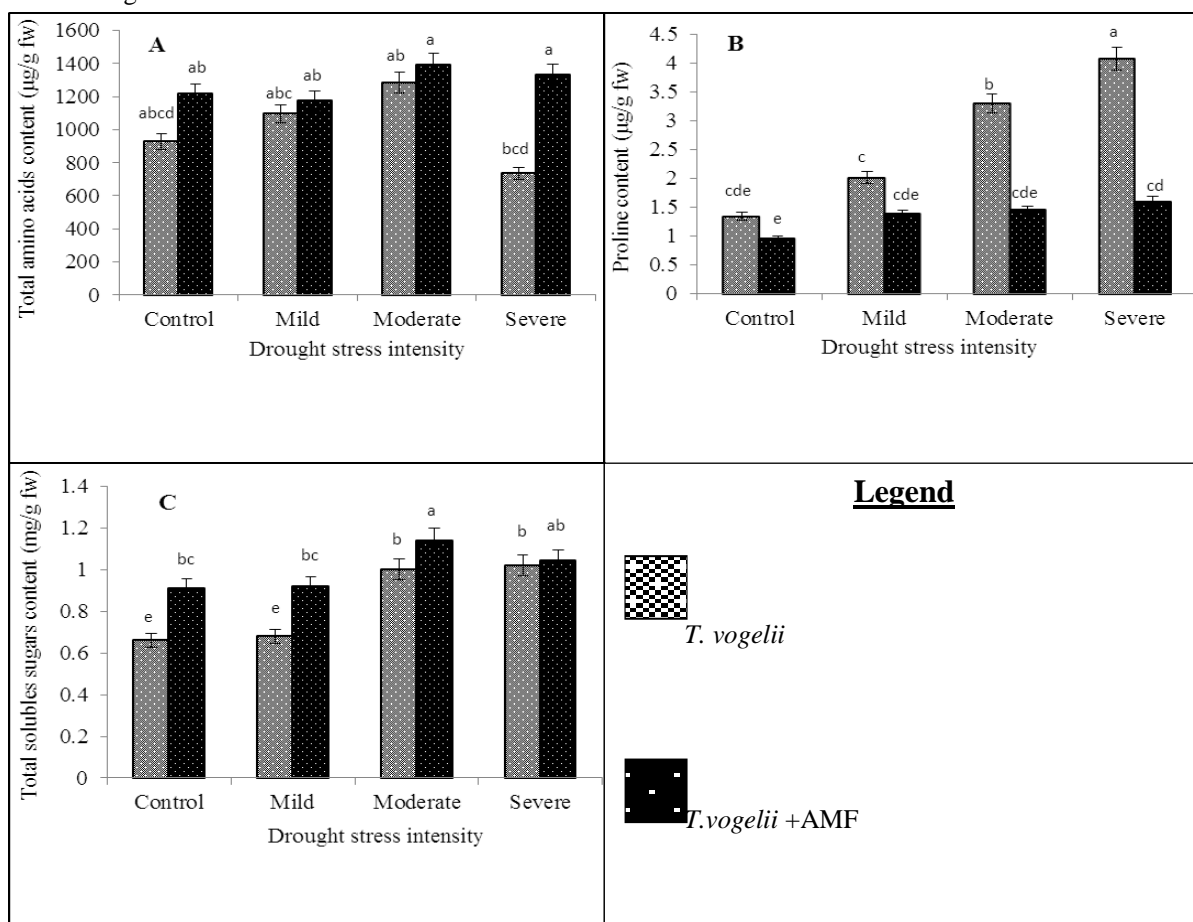 A
Total amino acids content (µg/g fw)
1600
1400
1200
1000
800
600
400
200
0
abcd
ab
abc
ab
ab
a
bcd
a
Control Mild Moderate Severe
Drought stress intensity
B
Proline content (µg/g fw)
4.5
4
3.5
3
2.5
2
1.5
1
0.5
0
cde
e
c
cde
b
cde
a
cd
Control Mild Moderate Severe
Drought stress intensity
C
Total solubles sugars content (mg/g fw)
1.4
1.2
1
0.8
0.6
0.4
0.2
0
e
bc
e
bc
b
a
b
ab
Control Mild Moderate Severe
Drought stress intensity
Legend
T. vogelii
T.vogelii +AMF